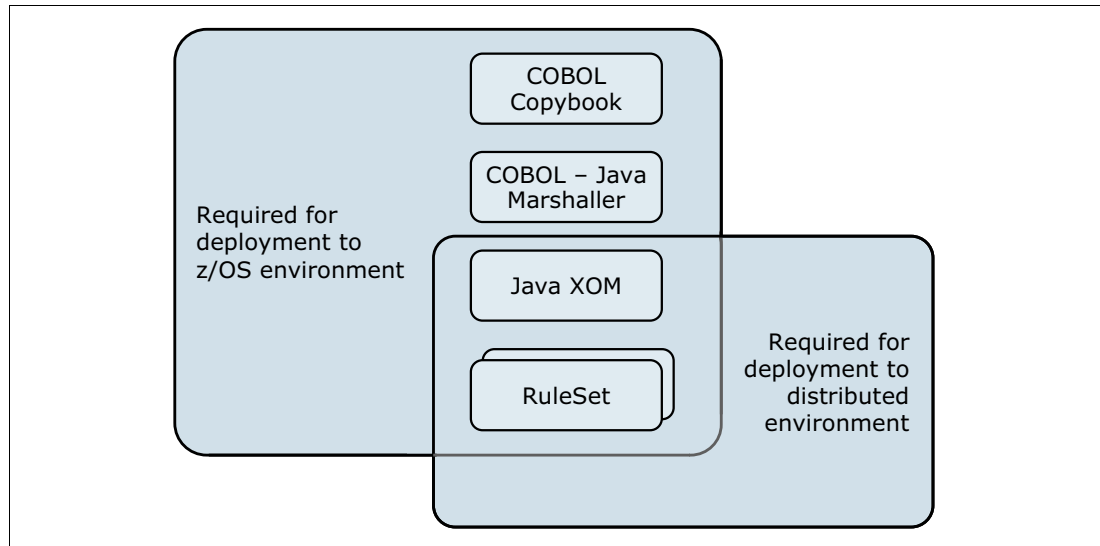 COBOL
Copybook
COBOL – Java
Marshaller
Required for
deployment to
z/OS environment
Java XOM
RuleSet
Required for
deployment to
distributed
environment